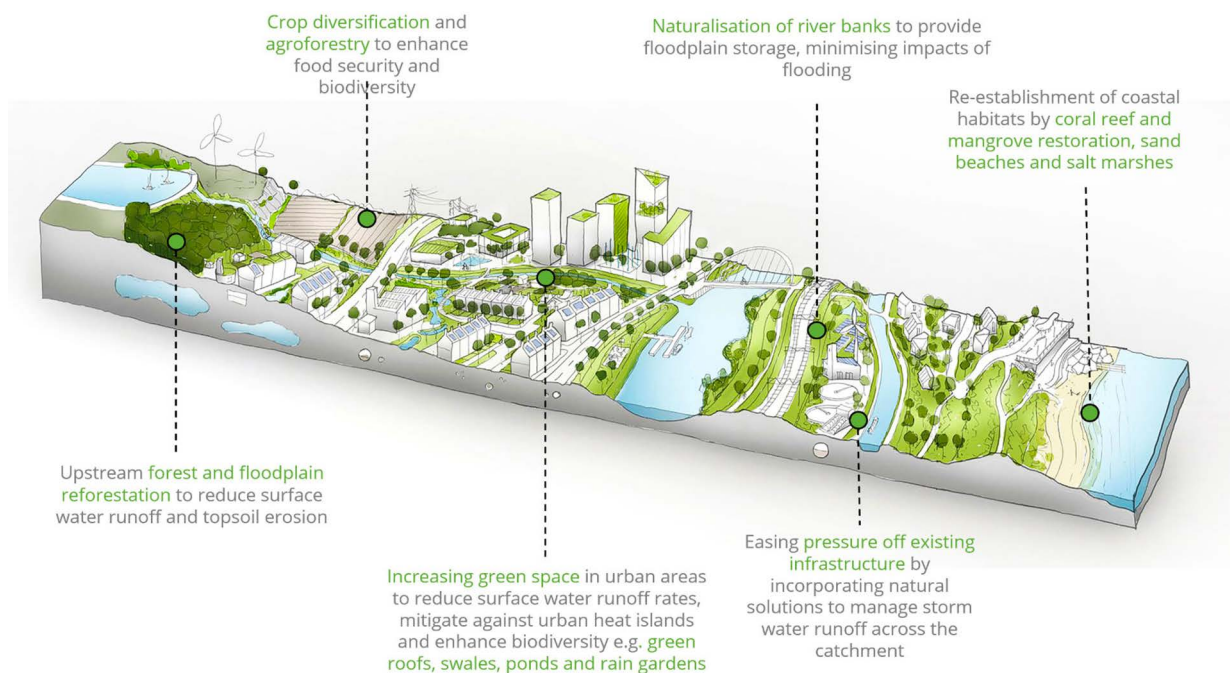 Crop diversification and
agroforestry to enhance
food security and
biodiversity
Naturalisation of river banks to provide
floodplain storage, minimising impacts of
flooding
Re-establishment of coastal
habitats by coral reef and
mangrove restoration, sand
beaches and salt marshes
Upstream forest and floodplain
reforestation to reduce surface
water runoff and topsoil erosion
Increasing green space in urban areas
to reduce surface water runoff rates,
mitigate against urban heat islands
and enhance biodiversity e.g. green
roofs, swales, ponds and rain gardens
Easing pressure off existing
infrastructure by
incorporating natural
solutions to manage storm
water runoff across the
catchment